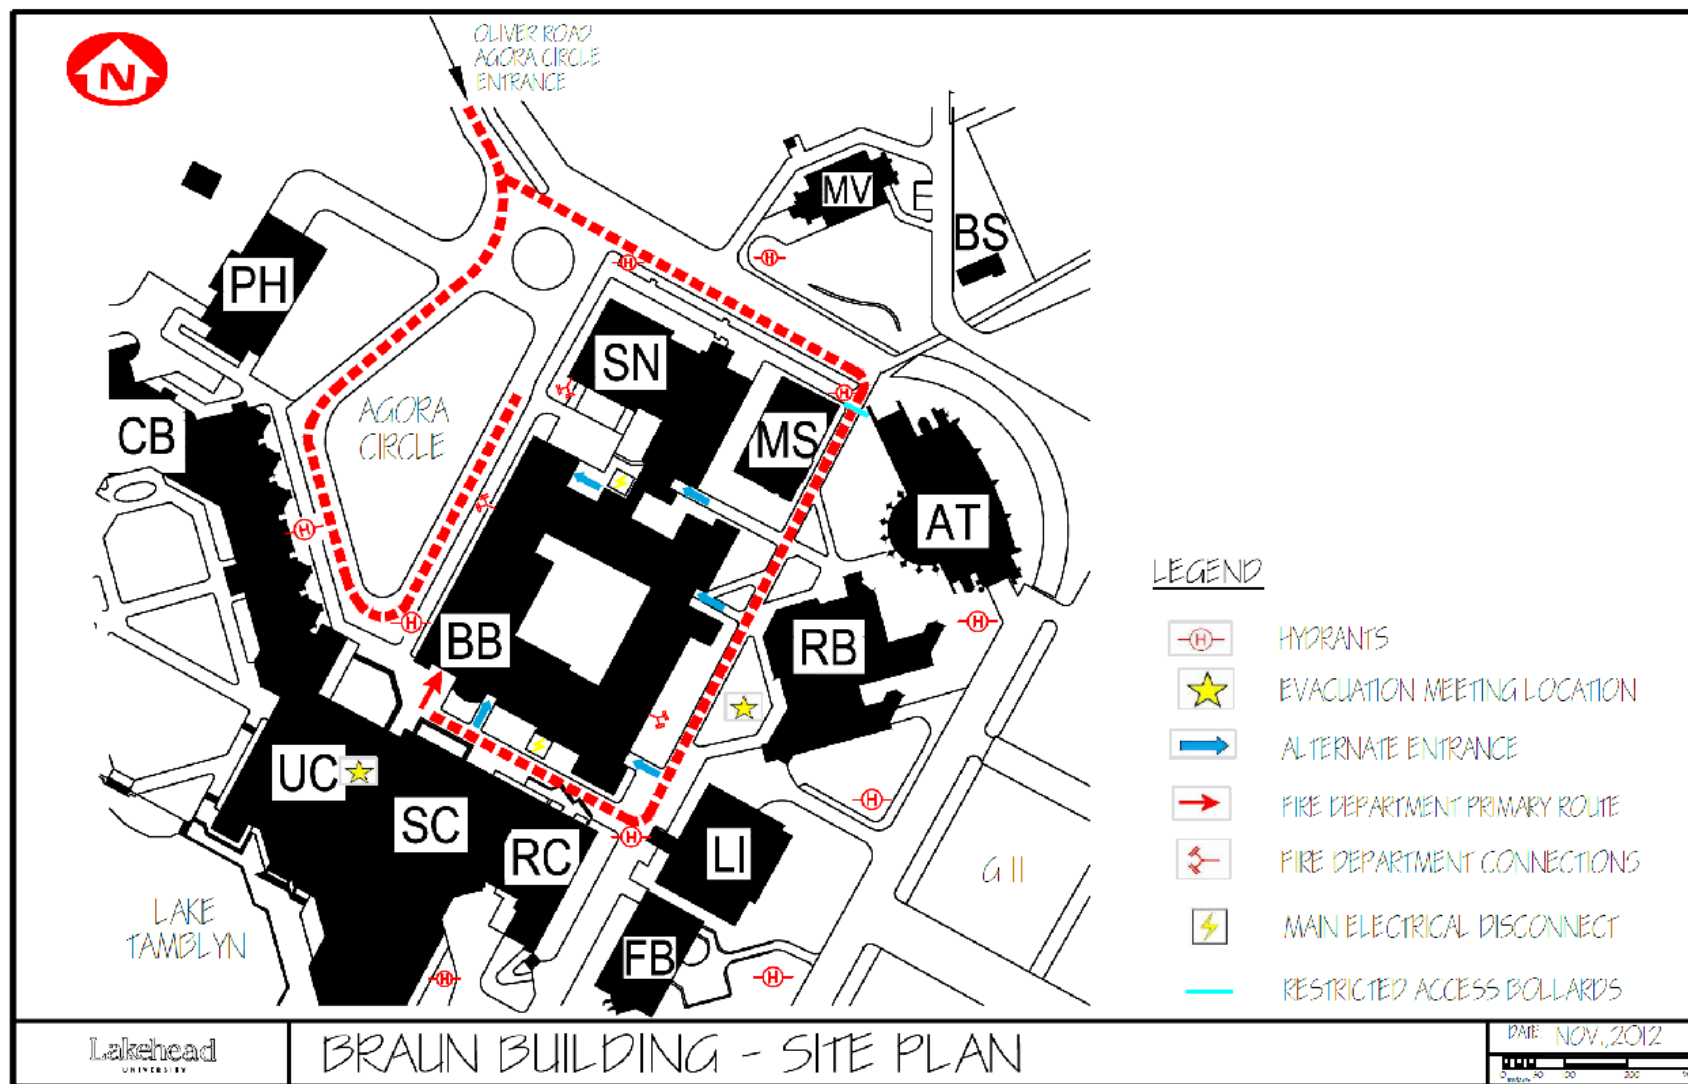 OLIVER ROAD
AGORA CIRCLE
ENTRANCE
N
MV
E
BS
PH
SN
AGORA
CIRCLE
CB
MS
AT
LEGEND
BB
RB
HYDRANTS
EVACUATION MEETING LOCATION
ALTERNATE ENTRANCE
UC
SC
FIRE DEPARTMENT PRIMARY ROUTE
RC
LI
FIRE DEPARTMENT CONNECTIONS
G 11
LAKE
TAMBLYN
MAIN ELECTRICAL DISCONNECT
FB
RESTRICTED ACCESS BOLLARDS
H
H
H
H
H
H
H
H
H
H
H
Lakehead
UNIVERSITY
BRAUN BUILDING - SITE PLAN
DATE: NOV.,2012